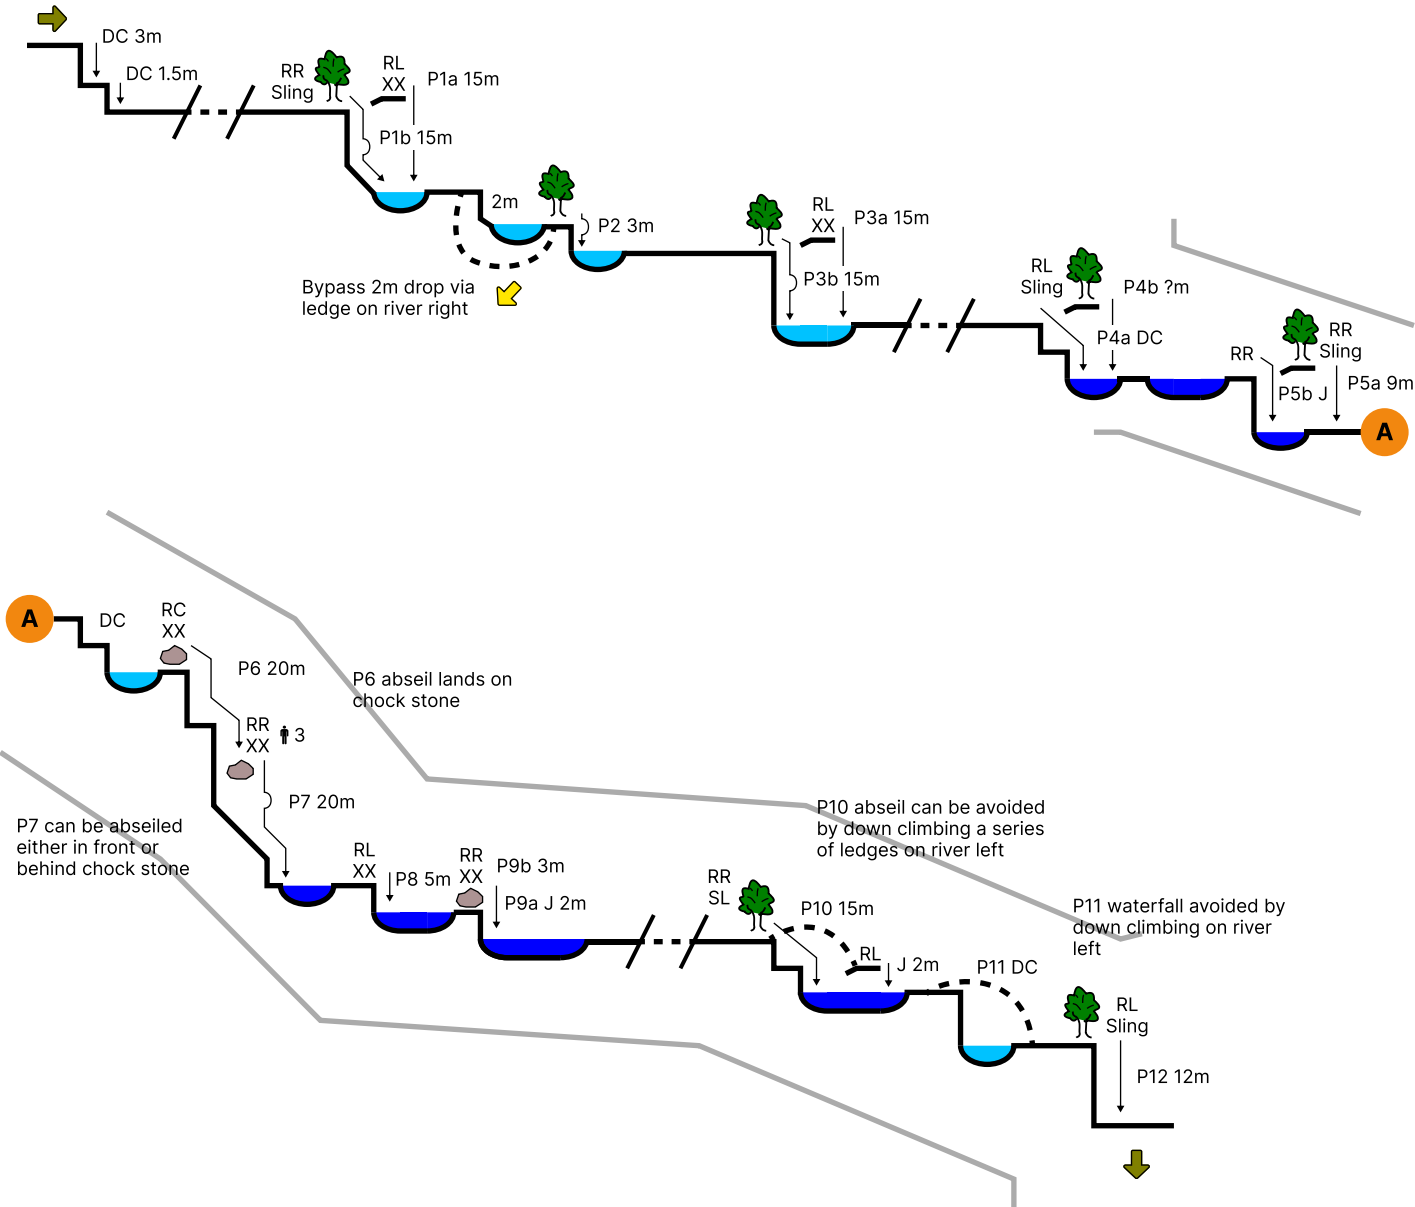 DC 3m
DC 1.5m
RR
Sling
RL
XX
P1a 15m
P1b 15m
2m
P2 3m
Bypass 2m drop via
ledge on river right
RL
XX
P3a 15m
P3b 15m
RL
Sling
P4b ?m
P4a DC
RR
RR
Sling
P5b J
P5a 9m
A
A
DC
RC
XX
P6 20m
P6 abseil lands on
chock stone
RR
XX
3
P7 20m
P7 can be abseiled
either in front or
behind chock stone
RL
XX
P8 5m
RR
XX
P9b 3m
P9a J 2m
P10 abseil can be avoided
by down climbing a series
of ledges on river left
RR
SL
P10 15m
RL
J 2m
P11 DC
P11 waterfall avoided by
down climbing on river
left
RL
Sling
P12 12m